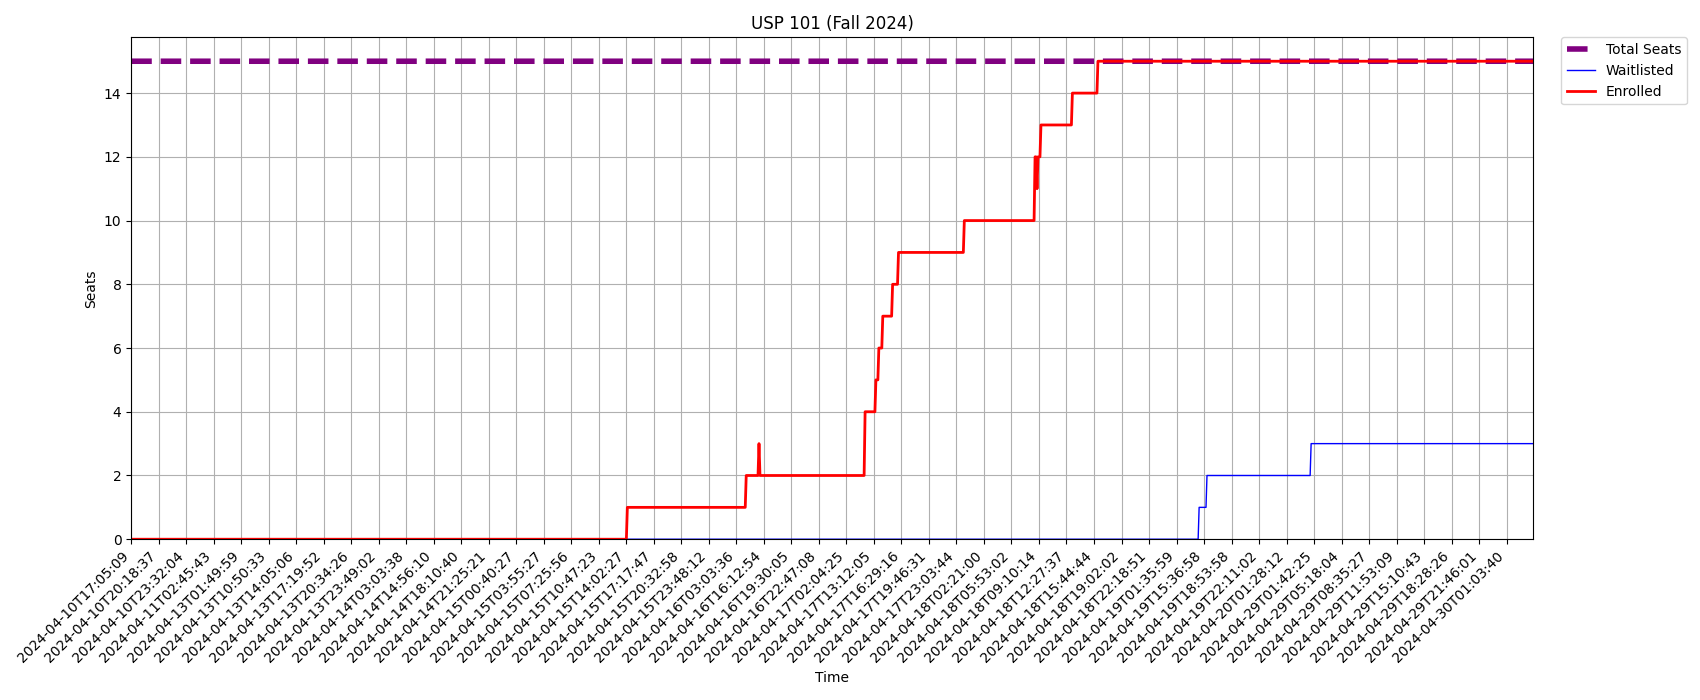 USP 101 (Fall 2024)
Total Seats
Waitlisted
Enrolled
Seats
14
12
10
8
6
4
2
0
2024-04-10T17:05:09
2024-04-10T20:18:37
2024-04-10T23:32:04
2024-04-11T02:45:43
2024-04-13T01:49:59
2024-04-13T10:50:33
2024-04-13T14:05:06
2024-04-13T17:19:52
2024-04-13T20:34:26
2024-04-13T23:49:02
2024-04-14T03:03:38
2024-04-14T14:56:10
2024-04-14T18:10:40
2024-04-14T21:25:21
2024-04-15T00:40:27
2024-04-15T03:55:27
2024-04-15T07:25:56
2024-04-15T10:47:23
2024-04-15T14:02:27
2024-04-15T17:17:47
2024-04-15T20:32:58
2024-04-15T23:48:12
2024-04-16T03:03:36
2024-04-16T16:12:54
2024-04-16T19:30:05
2024-04-16T22:47:08
2024-04-17T02:04:25
2024-04-17T13:12:05
2024-04-17T16:29:16
2024-04-17T19:46:31
2024-04-17T23:03:44
2024-04-18T02:21:00
2024-04-18T05:53:02
2024-04-18T09:10:14
2024-04-18T12:27:37
2024-04-18T15:44:44
2024-04-18T19:02:02
2024-04-18T22:18:51
2024-04-19T01:35:59
2024-04-19T15:36:58
2024-04-19T18:53:58
2024-04-19T22:11:02
2024-04-20T01:28:12
2024-04-29T01:42:25
2024-04-29T05:18:04
2024-04-29T08:35:27
2024-04-29T11:53:09
2024-04-29T15:10:43
2024-04-29T18:28:26
2024-04-29T21:46:01
2024-04-30T01:03:40
Time